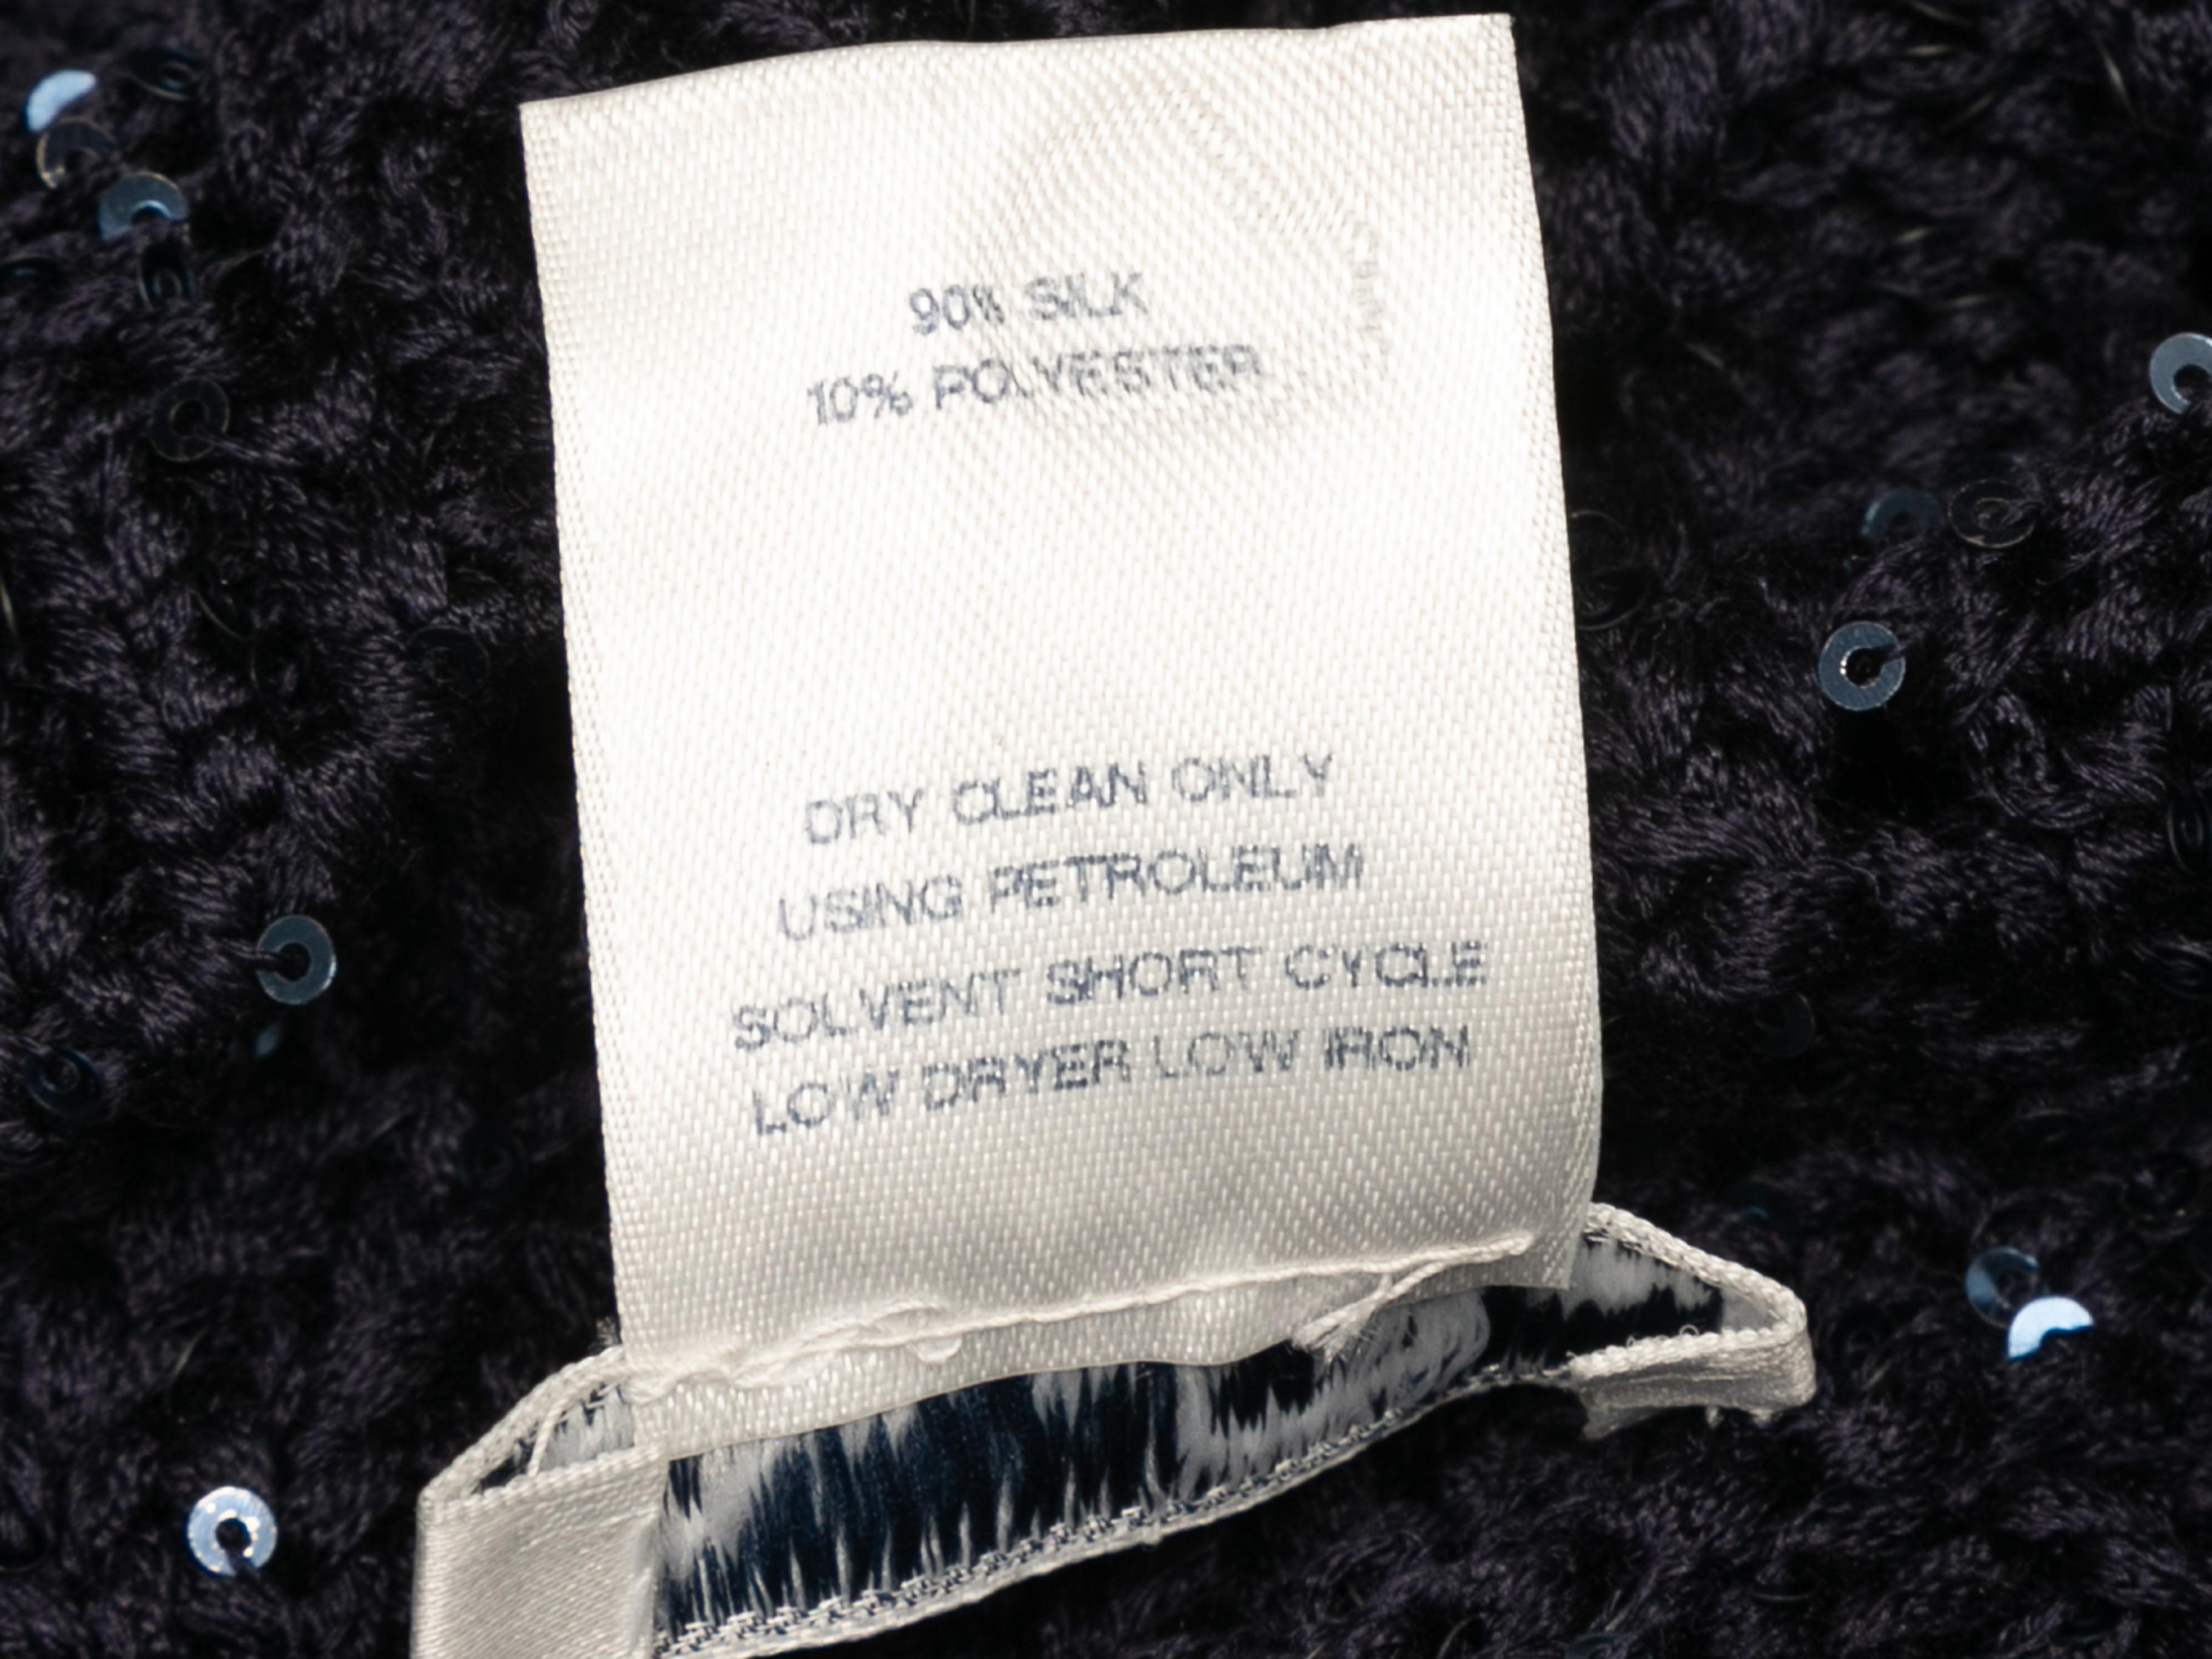 90% SILK
10% POLYESTER
DRY CLEAN ONLY
USING PETROLEUM
SOLVENT SHORT CYCLE
LOW DRYER LOW IRON